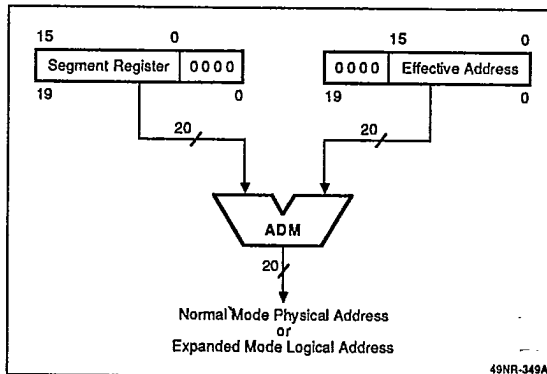 15 0 15 0
Segment Register 0000 0000 Effective Address
19 0 19 0
20 20
ADM
20
Normal Mode Physical Address
or
Expanded Mode Logical Address
49NR-349A